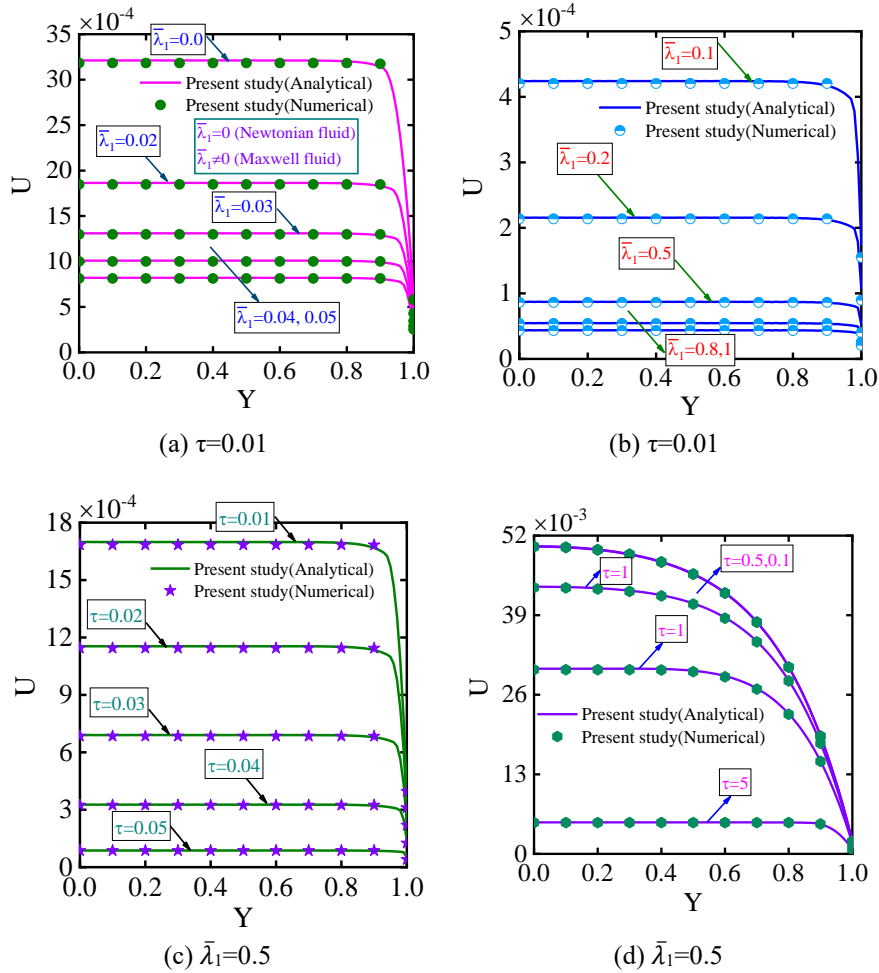 ×10⁻⁴
35
30
25
20
15
10
5
0
U
λ̄₁=0.0
Present study(Analytical)
Present study(Numerical)
λ̄₁=0 (Newtonian fluid)
λ̄₁≠0 (Maxwell fluid)
λ̄₁=0.02
λ̄₁=0.03
λ̄₁=0.04, 0.05
0.0 0.2 0.4 0.6 0.8 1.0
Y
(a) τ=0.01
×10⁻⁴
5
4
3
2
1
0
U
λ̄₁=0.1
Present study(Analytical)
Present study(Numerical)
λ̄₁=0.2
λ̄₁=0.5
λ̄₁=0.8,1
0.0 0.2 0.4 0.6 0.8 1.0
Y
(b) τ=0.01
×10⁻⁴
18
14
11
7
4
0
U
τ=0.01
Present study(Analytical)
Present study(Numerical)
τ=0.02
τ=0.03
τ=0.04
τ=0.05
0.0 0.2 0.4 0.6 0.8 1.0
Y
(c) λ̄₁=0.5
×10⁻³
52
39
26
13
0
U
τ=0.5,0.1
τ=1
τ=1
Present study(Analytical)
Present study(Numerical)
τ=5
0.0 0.2 0.4 0.6 0.8 1.0
Y
(d) λ̄₁=0.5